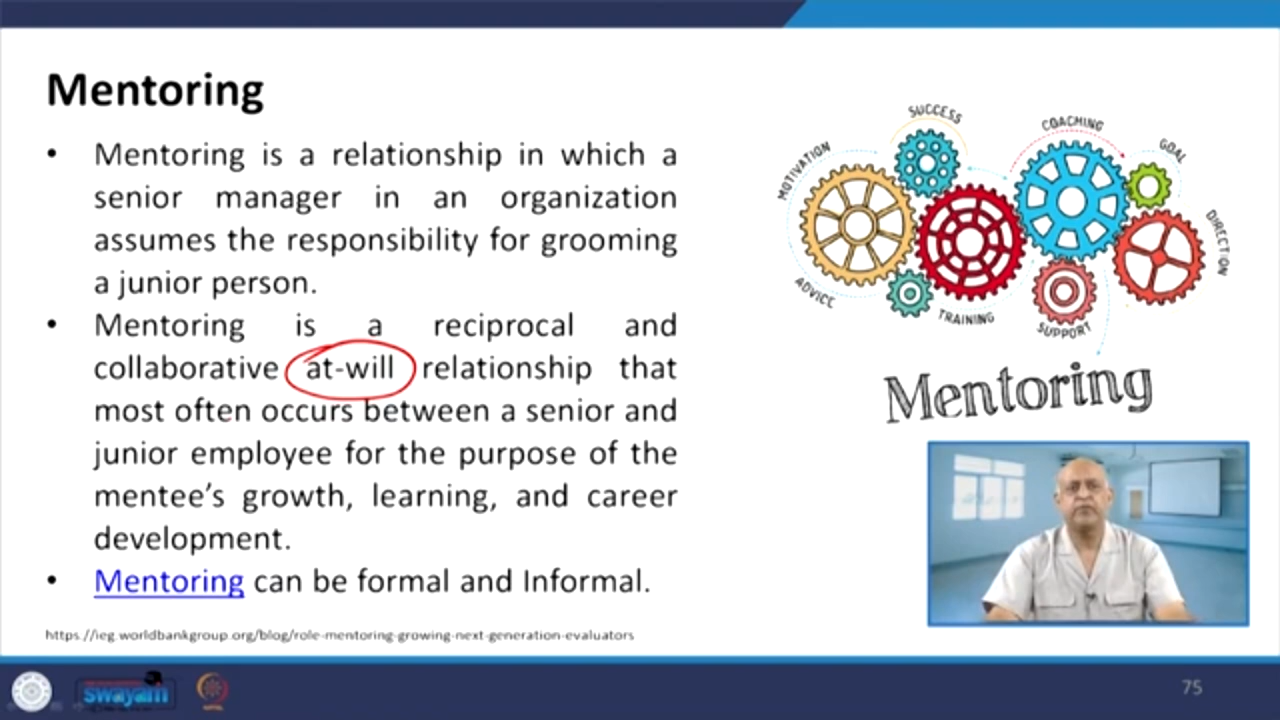 Mentoring
• Mentoring is a relationship in which a
senior manager in an organization
assumes the responsibility for grooming
a junior person.
• Mentoring is a reciprocal and
collaborative at-will relationship that
most often occurs between a senior and
junior employee for the purpose of the
mentee's growth, learning, and career
development.
• Mentoring can be formal and Informal.
https://ieg.worldbankgroup.org/blog/role-mentoring-growing-next-generation-evaluators
SUCCESS
COACHING
MOTIVATION
GOAL
DIRECTION
ADVICE
TRAINING
SUPPORT
Mentoring
swayam
75